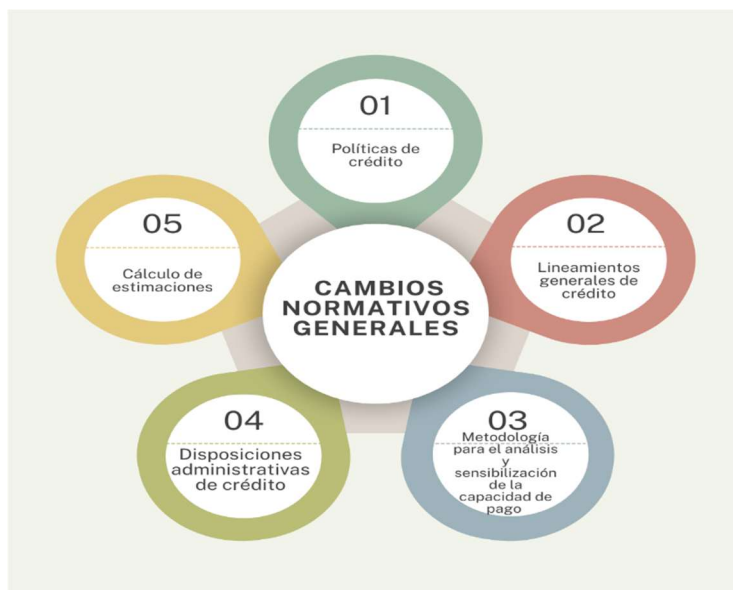 01
Políticas de
crédito
02
Lineamientos
generales de
crédito
03
Metodología
para el análisis
y
sensibilización
de la
capacidad de
pago
04
Disposiciones
administrativas
de crédito
05
Cálculo de
estimaciones
CAMBIOS
NORMATIVOS
GENERALES